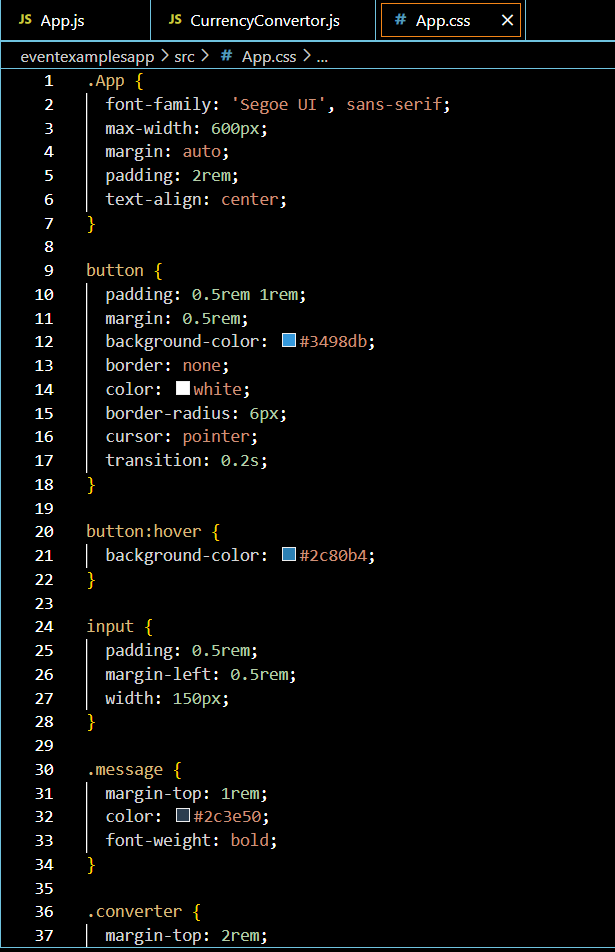 JS App.js JS CurrencyConvertor.js # App.css ×
eventexamplesapp > src > # App.css > ...
1 .App {
2 font-family: 'Segoe UI', sans-serif;
3 max-width: 600px;
4 margin: auto;
5 padding: 2rem;
6 text-align: center;
7 }
8
9 button {
10 padding: 0.5rem 1rem;
11 margin: 0.5rem;
12 background-color: #3498db;
13 border: none;
14 color: white;
15 border-radius: 6px;
16 cursor: pointer;
17 transition: 0.2s;
18 }
19
20 button:hover {
21 background-color: #2c80b4;
22 }
23
24 input {
25 padding: 0.5rem;
26 margin-left: 0.5rem;
27 width: 150px;
28 }
29
30 .message {
31 margin-top: 1rem;
32 color: #2c3e50;
33 font-weight: bold;
34 }
35
36 .converter {
37 margin-top: 2rem;